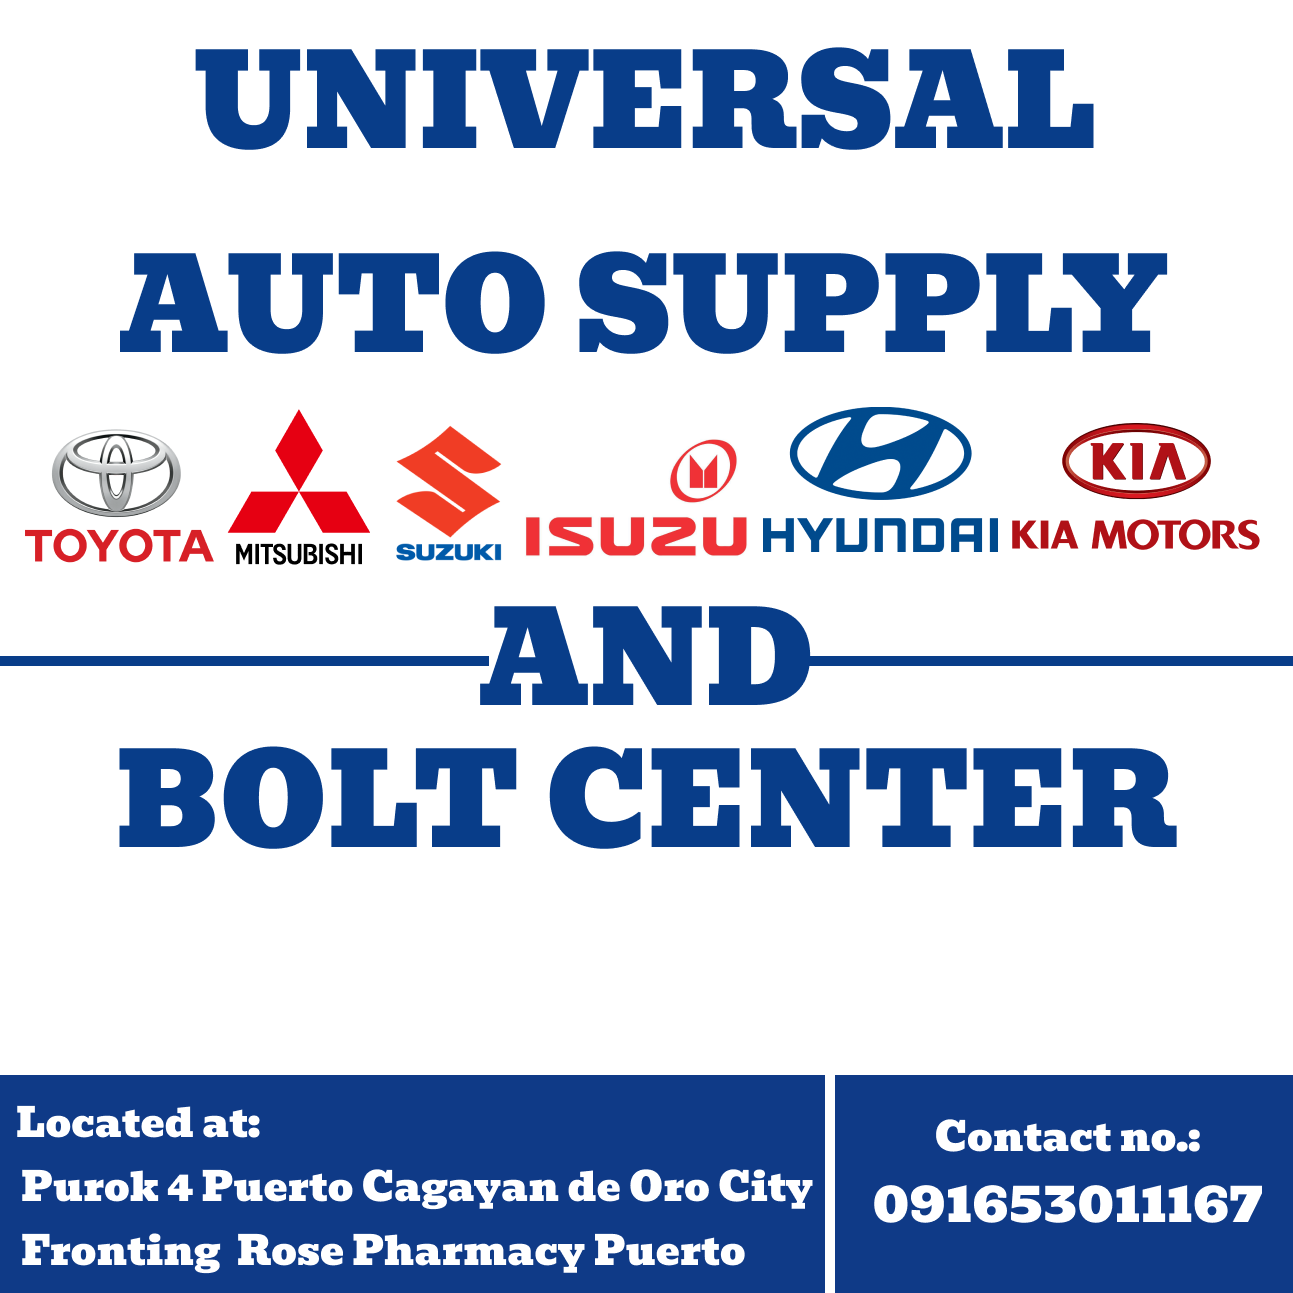 UNIVERSAL
AUTO SUPPLY
TOYOTA MITSUBISHI SUZUKI ISUZU HYUNDAI KIA KIA MOTORS
AND
BOLT CENTER
Located at:
Purok 4 Puerto Cagayan de Oro City
Fronting Rose Pharmacy Puerto
Contact no.:
091653011167